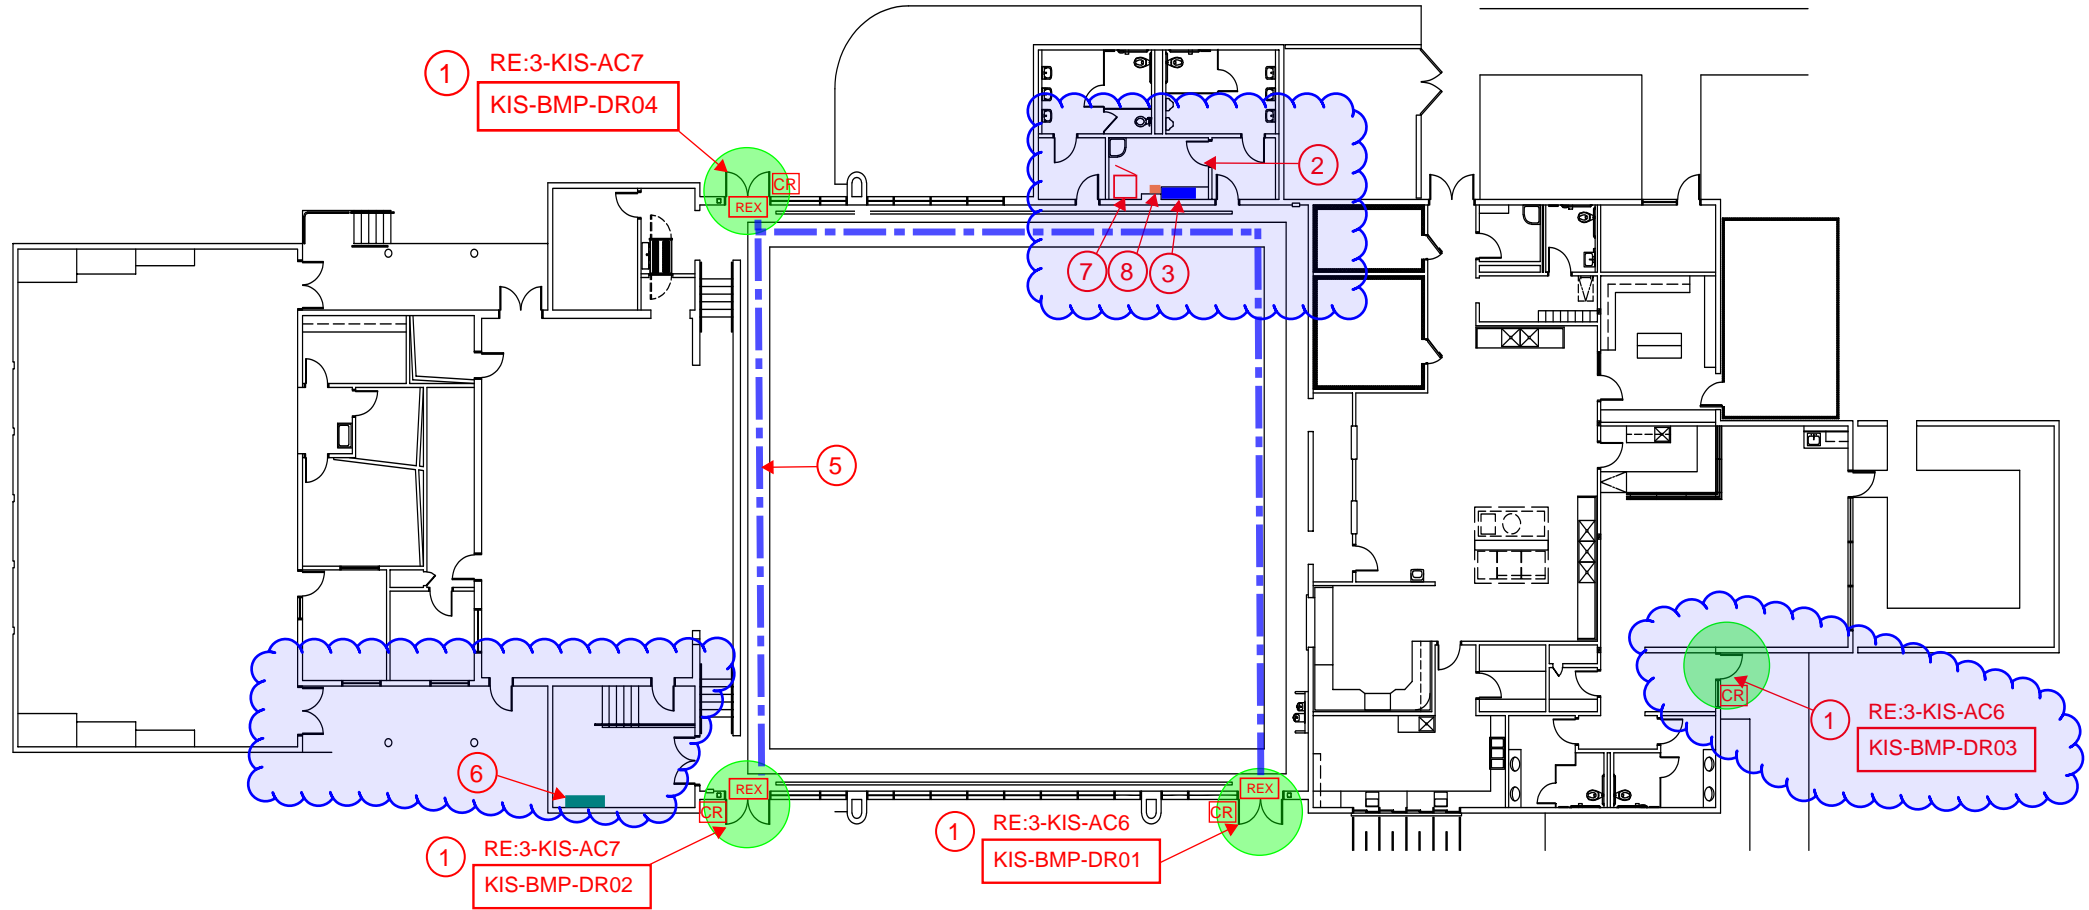 1
RE:3-KIS-AC7
KIS-BMP-DR04
CR
REX
2
7
8
3
5
6
REX
CR
1
RE:3-KIS-AC7
KIS-BMP-DR02
1
RE:3-KIS-AC6
KIS-BMP-DR01
REX
CR
CR
1
RE:3-KIS-AC6
KIS-BMP-DR03